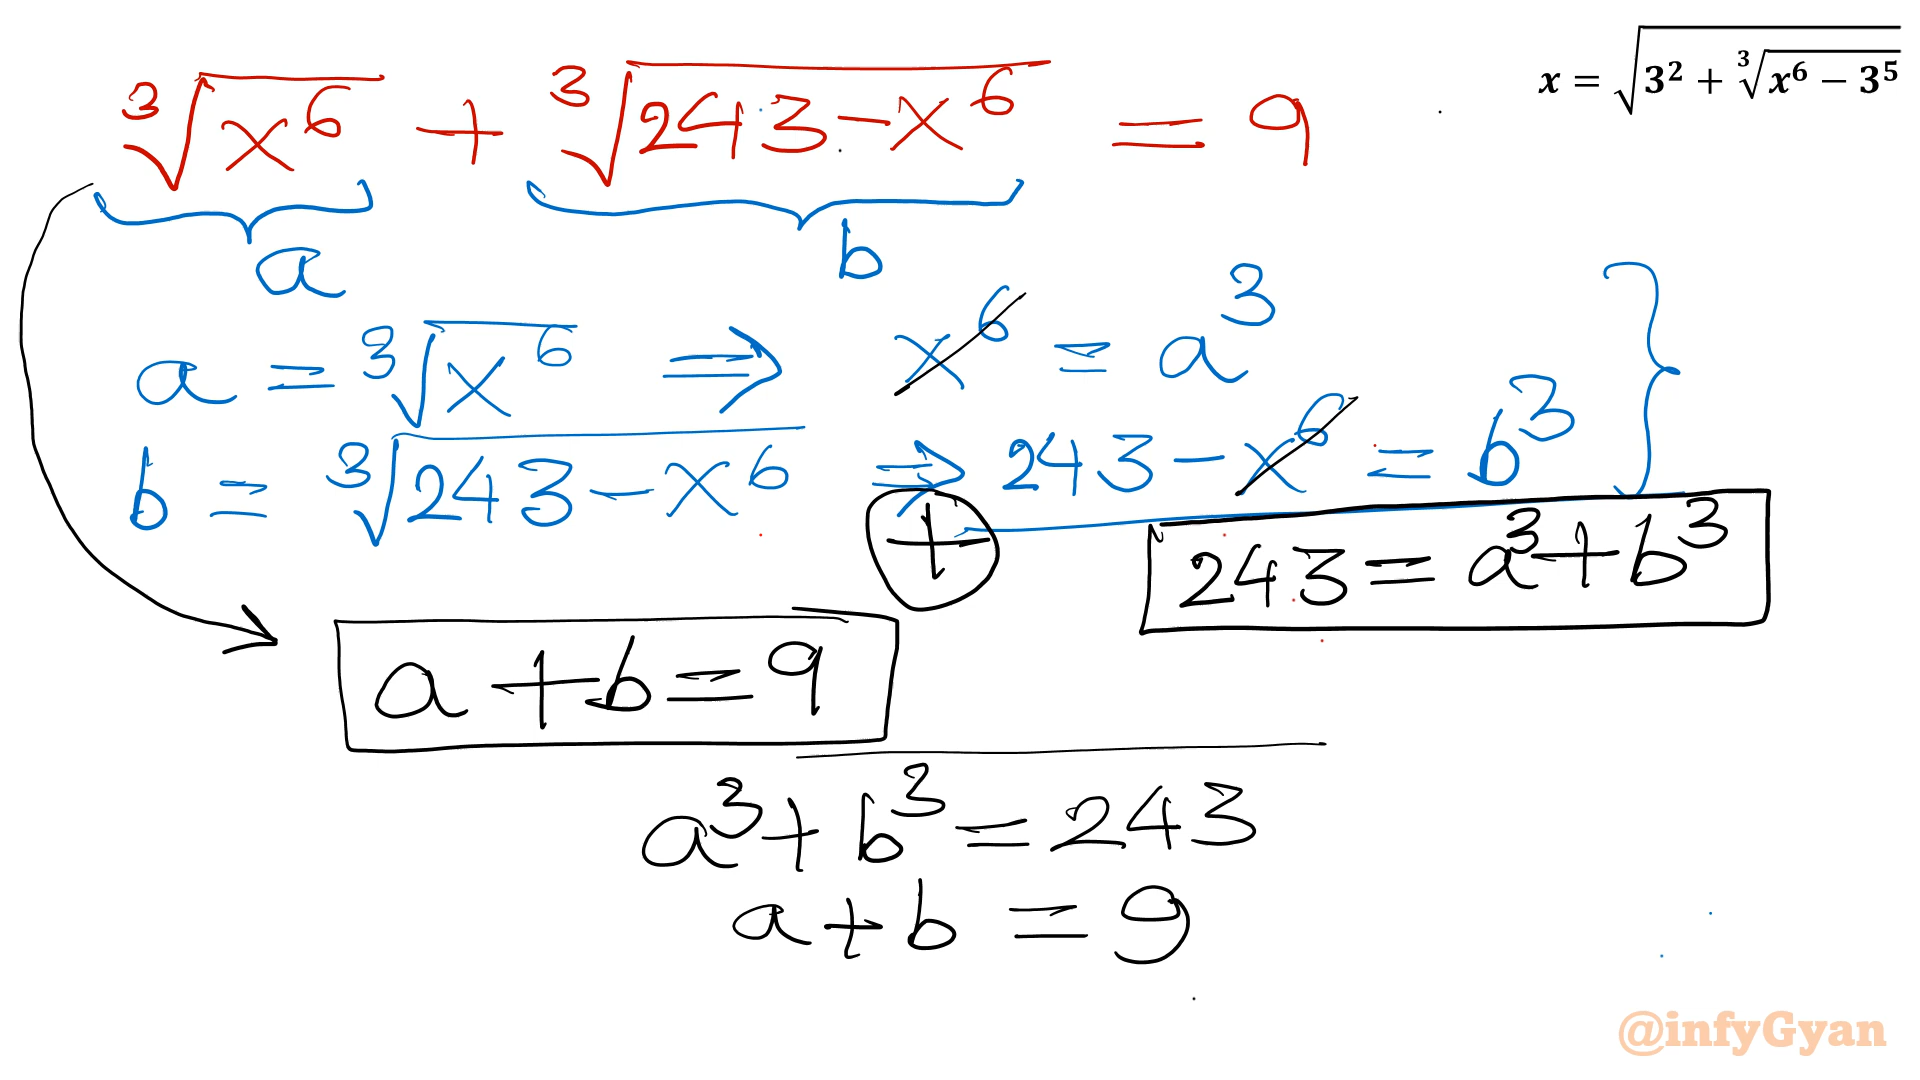 x = √(3² + ∛(x⁶ − 3⁵))
∛(x⁶) + ∛(243 − x⁶) = 9
a b
a = ∛(x⁶) ⇒ x⁶ = a³
b = ∛(243 − x⁶) ⇒ 243 − x⁶ = b³
+ 243 = a³ + b³
a + b = 9
a³ + b³ = 243
a + b = 9
@infyGyan